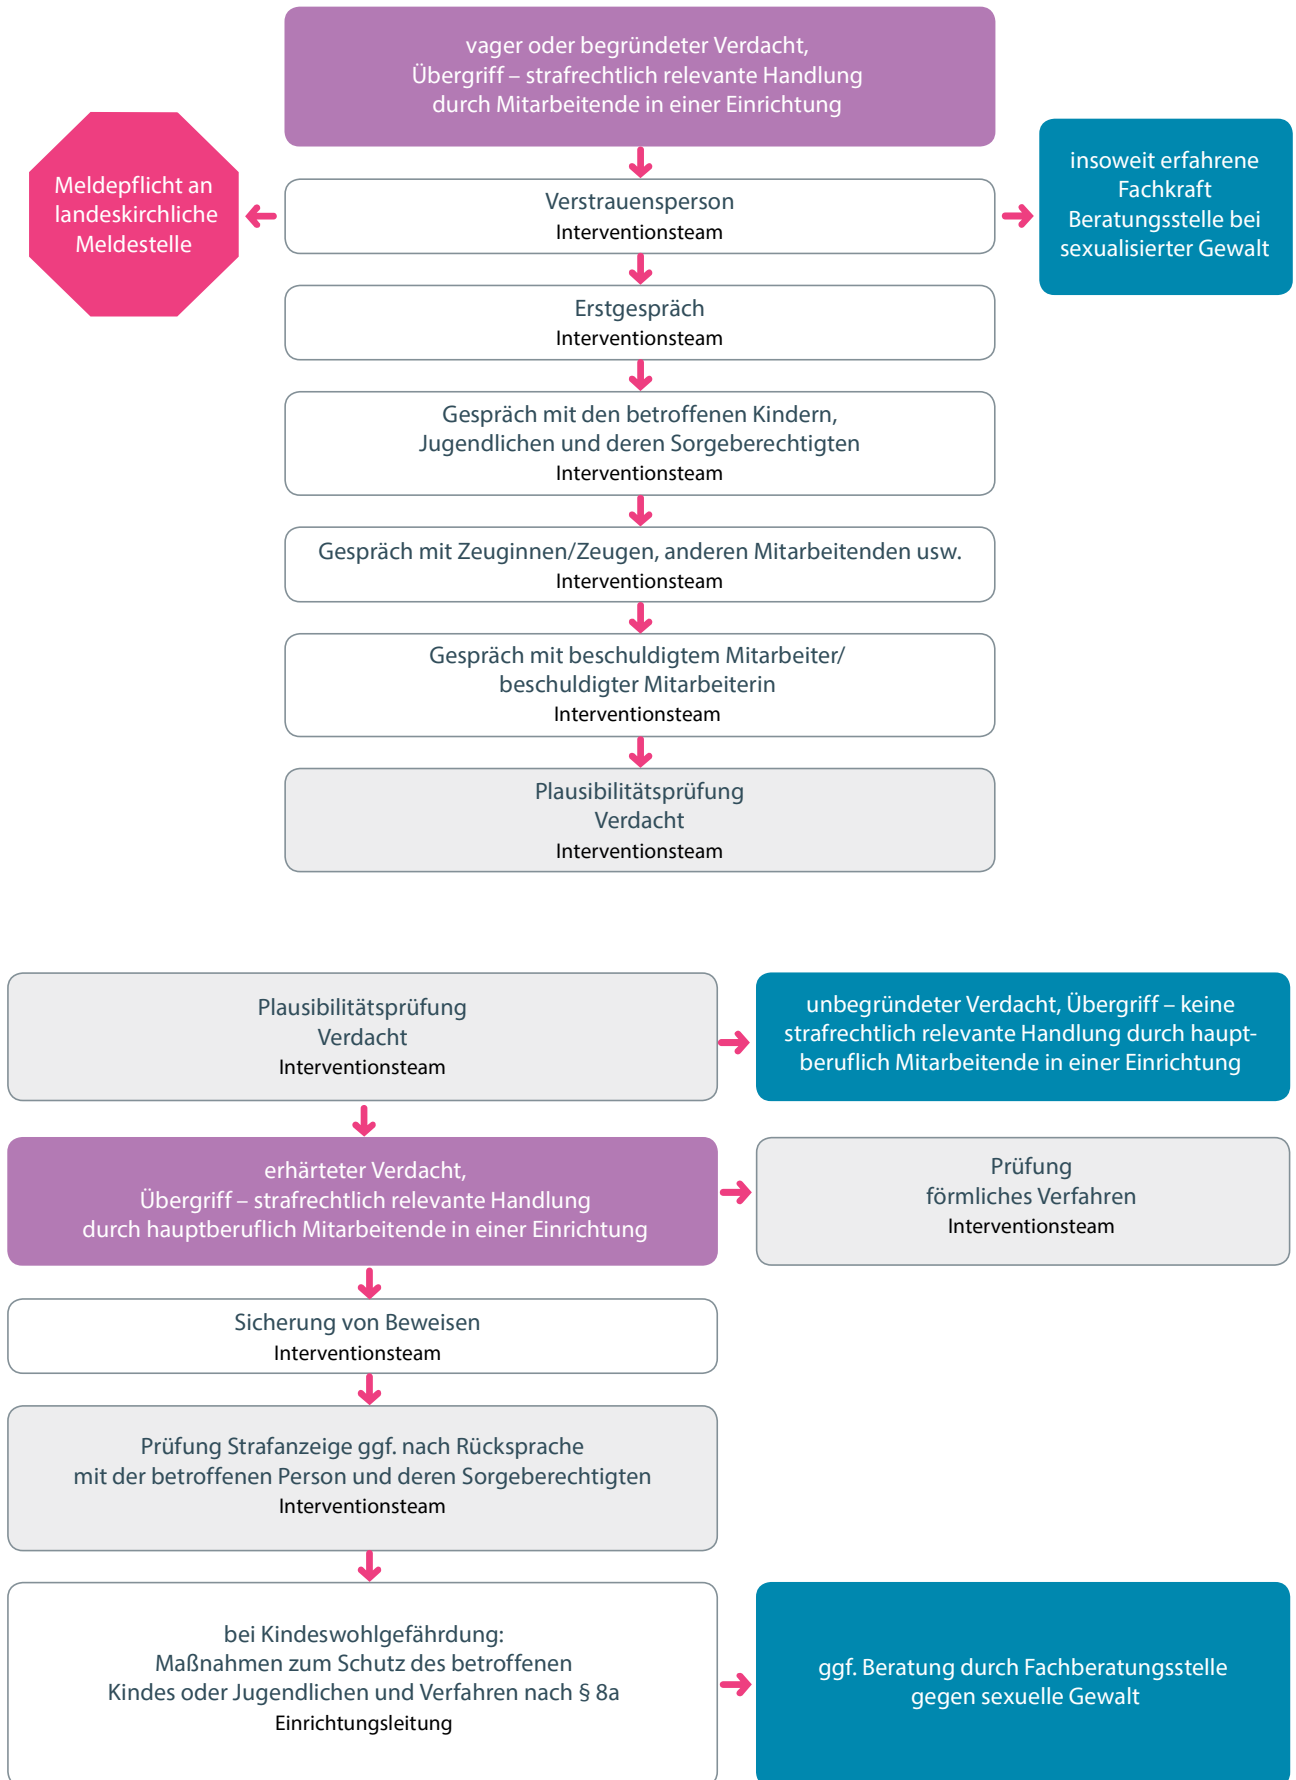 vager oder begründeter Verdacht,
Übergriff – strafrechtlich relevante Handlung
durch Mitarbeitende in einer Einrichtung
Meldepflicht an
landeskirchliche
Meldestelle
Verstrauensperson
Interventionsteam
insoweit erfahrene
Fachkraft
Beratungsstelle bei
sexualisierter Gewalt
Erstgespräch
Interventionsteam
Gespräch mit den betroffenen Kindern,
Jugendlichen und deren Sorgeberechtigten
Interventionsteam
Gespräch mit Zeuginnen/Zeugen, anderen Mitarbeitenden usw.
Interventionsteam
Gespräch mit beschuldigtem Mitarbeiter/
beschuldigter Mitarbeiterin
Interventionsteam
Plausibilitätsprüfung
Verdacht
Interventionsteam
Plausibilitätsprüfung
Verdacht
Interventionsteam
unbegründeter Verdacht, Übergriff – keine
strafrechtlich relevante Handlung durch haupt-
beruflich Mitarbeitende in einer Einrichtung
erhärteter Verdacht,
Übergriff – strafrechtlich relevante Handlung
durch hauptberuflich Mitarbeitende in einer Einrichtung
Prüfung
förmliches Verfahren
Interventionsteam
Sicherung von Beweisen
Interventionsteam
Prüfung Strafanzeige ggf. nach Rücksprache
mit der betroffenen Person und deren Sorgeberechtigten
Interventionsteam
bei Kindeswohlgefährdung:
Maßnahmen zum Schutz des betroffenen
Kindes oder Jugendlichen und Verfahren nach § 8a
Einrichtungsleitung
ggf. Beratung durch Fachberatungsstelle
gegen sexuelle Gewalt